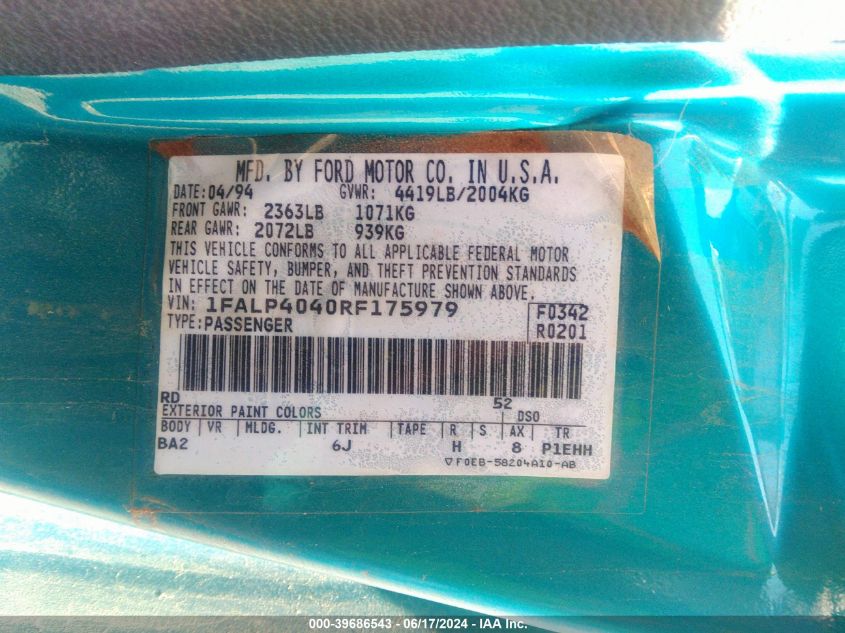 MFD. BY FORD MOTOR CO. IN U.S.A.
DATE: 04/94 GVWR: 4419LB/2004KG
FRONT GAWR: 2363LB 1071KG
REAR GAWR: 2072LB 939KG
THIS VEHICLE CONFORMS TO ALL APPLICABLE FEDERAL MOTOR
VEHICLE SAFETY, BUMPER, AND THEFT PREVENTION STANDARDS
IN EFFECT ON THE DATE OF MANUFACTURE SHOWN ABOVE.
VIN: 1FALP4040RF175979 F0342
TYPE: PASSENGER R0201
RD 52
EXTERIOR PAINT COLORS DSO
BODY VR MLDG. INT TRIM TAPE R S AX TR
BA2 6J H 8 P1EHH
▽F0EB-58204A10-AB
000-39686543 - 06/17/2024 - IAA Inc.